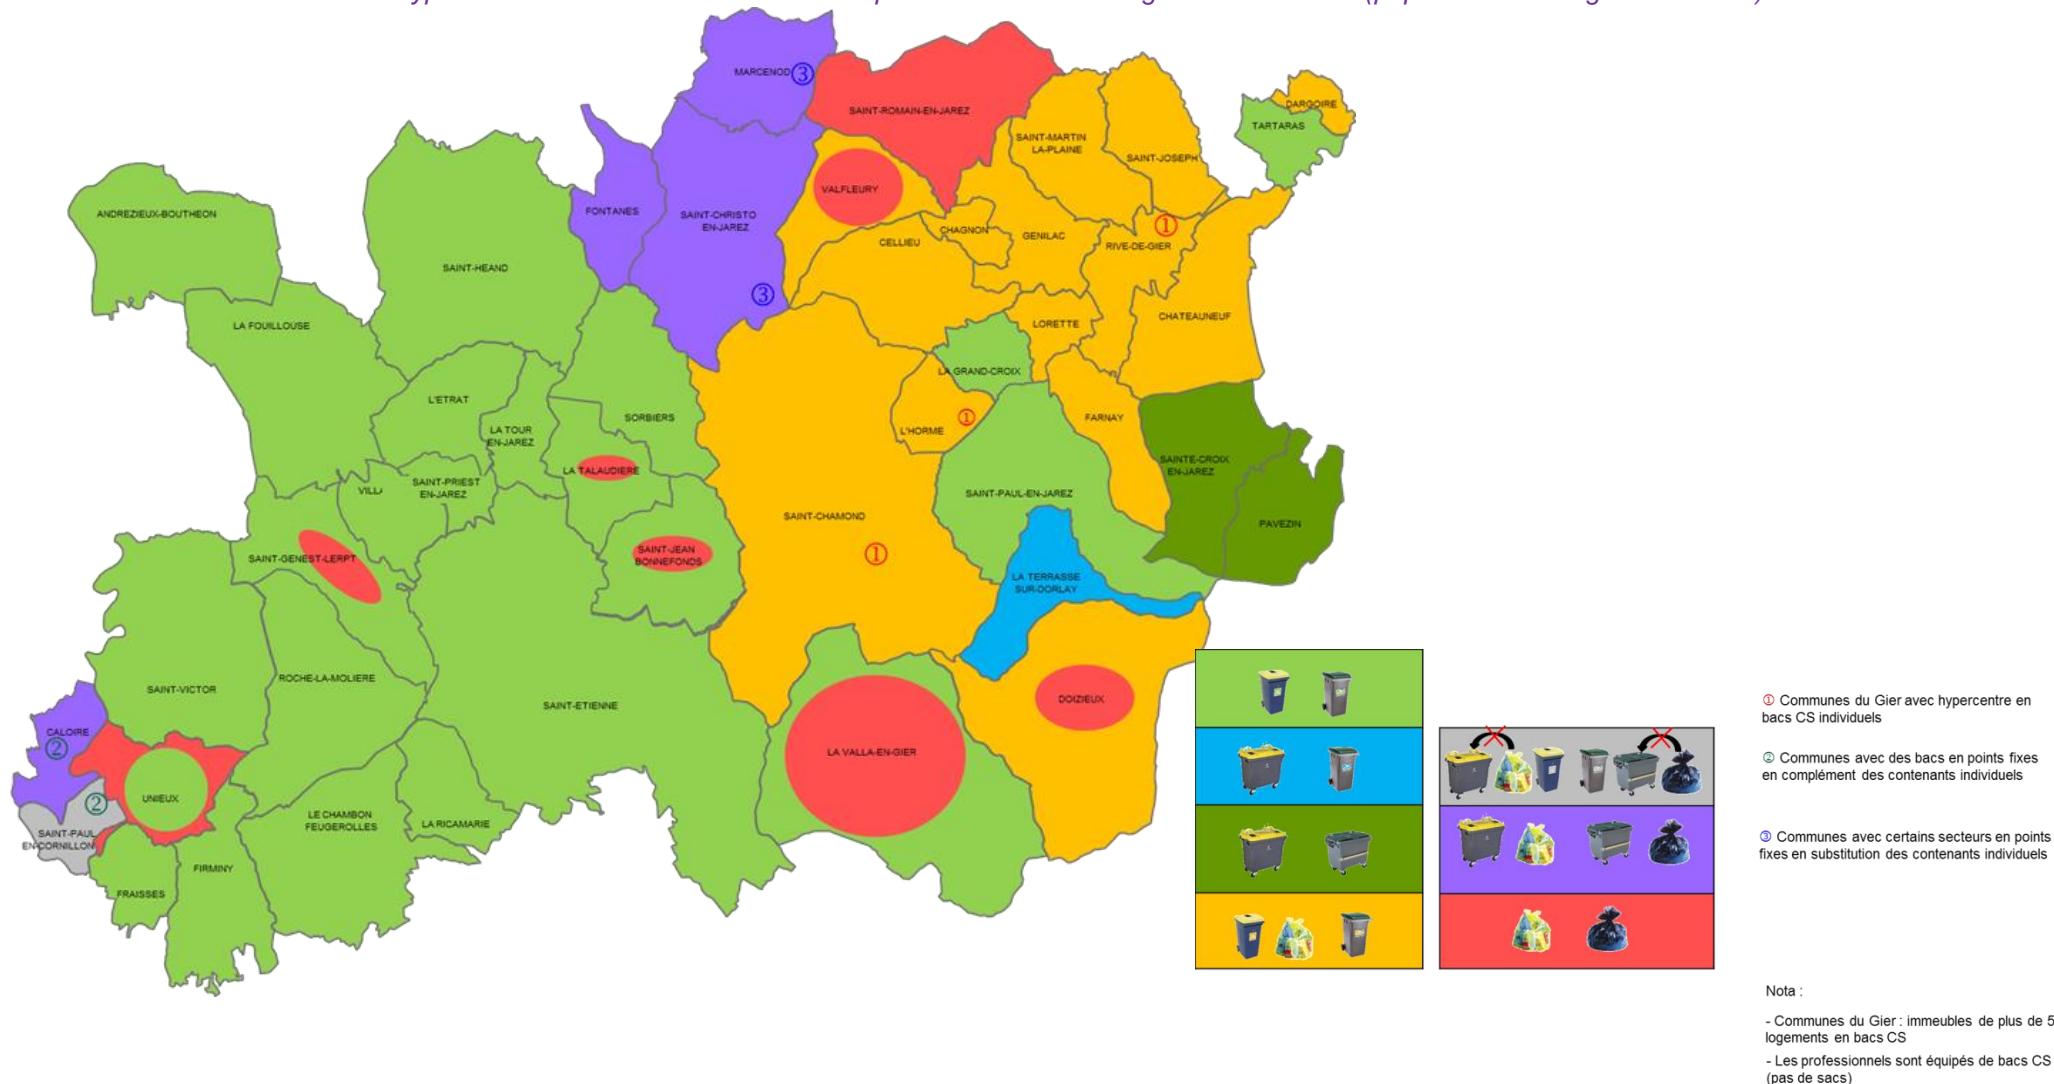 MARCENOD ③
SAINT-ROMAIN-EN-JAREZ
DARGOIRE
TARTARAS
SAINT-MARTIN
LA-PLAINE
SAINT-JOSEPH
VALFLEURY
ANDREZIEUX-BOUTHEON
FONTANES
SAINT-CHRISTO
EN-JAREZ
③
CHAGNON
GENILAC
①
RIVE-DE-GIER
CELLIEU
SAINT-HEAND
LA FOUILLOUSE
LORETTE
CHATEAUNEUF
LA GRAND-CROIX
L'ETRAT
LA TOUR
EN-JAREZ
SORBIERS
L'HORME
①
FARNAY
LA TALAUDIERE
SAINTE-CROIX
EN-JAREZ
VILLA
SAINT-PRIEST
EN-JAREZ
SAINT-PAUL-EN-JAREZ
SAINT-CHAMOND
①
PAVEZIN
SAINT-GENEST-LERPT
SAINT-JEAN
BONNEFONDS
LA TERRASSE
SUR-DORLAY
ROCHE-LA-MOLIERE
SAINT-VICTOR
SAINT-ETIENNE
DOIZIEUX
CALOIRE
②
LA VALLA-EN-GIER
UNIEUX
②
SAINT-PAUL
EN-CORNILLON
LE CHAMBON
FEUGEROLLES
LA RICAMARIE
FIRMINY
FRAISSES
① Communes du Gier avec hypercentre en
bacs CS individuels
② Communes avec des bacs en points fixes
en complément des contenants individuels
③ Communes avec certains secteurs en points
fixes en substitution des contenants individuels
Nota :
- Communes du Gier : immeubles de plus de 5
logements en bacs CS
- Les professionnels sont équipés de bacs CS
(pas de sacs)